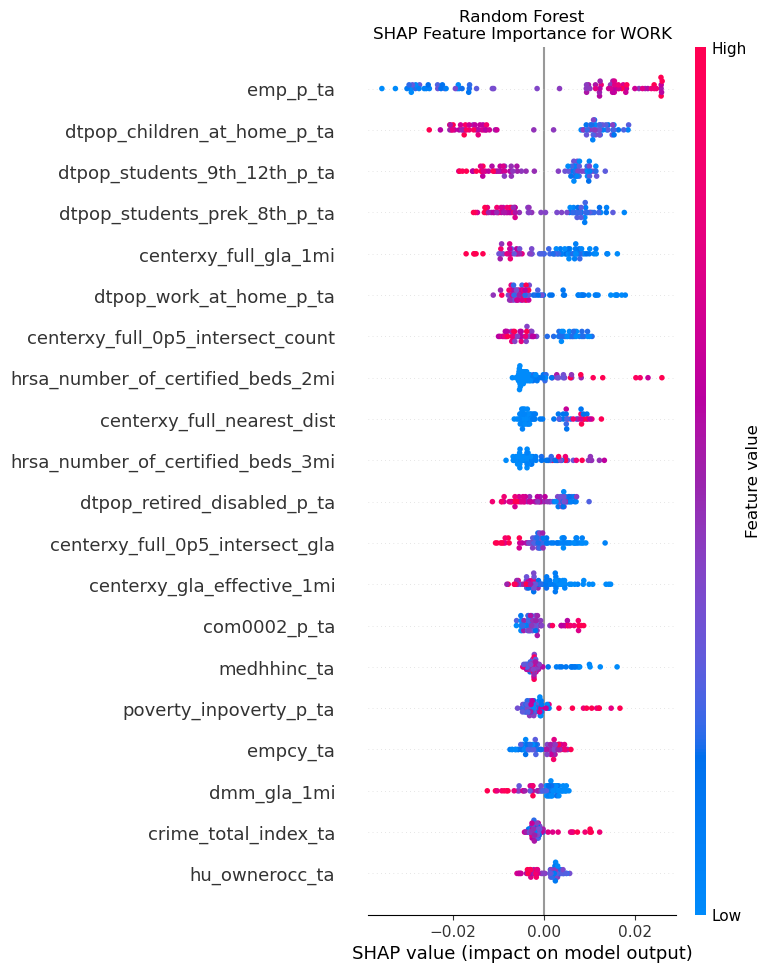 Random Forest
SHAP Feature Importance for WORK
High
emp_p_ta
dtpop_children_at_home_p_ta
dtpop_students_9th_12th_p_ta
dtpop_students_prek_8th_p_ta
centerxy_full_gla_1mi
dtpop_work_at_home_p_ta
centerxy_full_0p5_intersect_count
hrsa_number_of_certified_beds_2mi
centerxy_full_nearest_dist
hrsa_number_of_certified_beds_3mi
dtpop_retired_disabled_p_ta
centerxy_full_0p5_intersect_gla
centerxy_gla_effective_1mi
com0002_p_ta
medhhinc_ta
poverty_inpoverty_p_ta
empcy_ta
dmm_gla_1mi
crime_total_index_ta
hu_ownerocc_ta
Feature value
Low
−0.02 0.00 0.02
SHAP value (impact on model output)